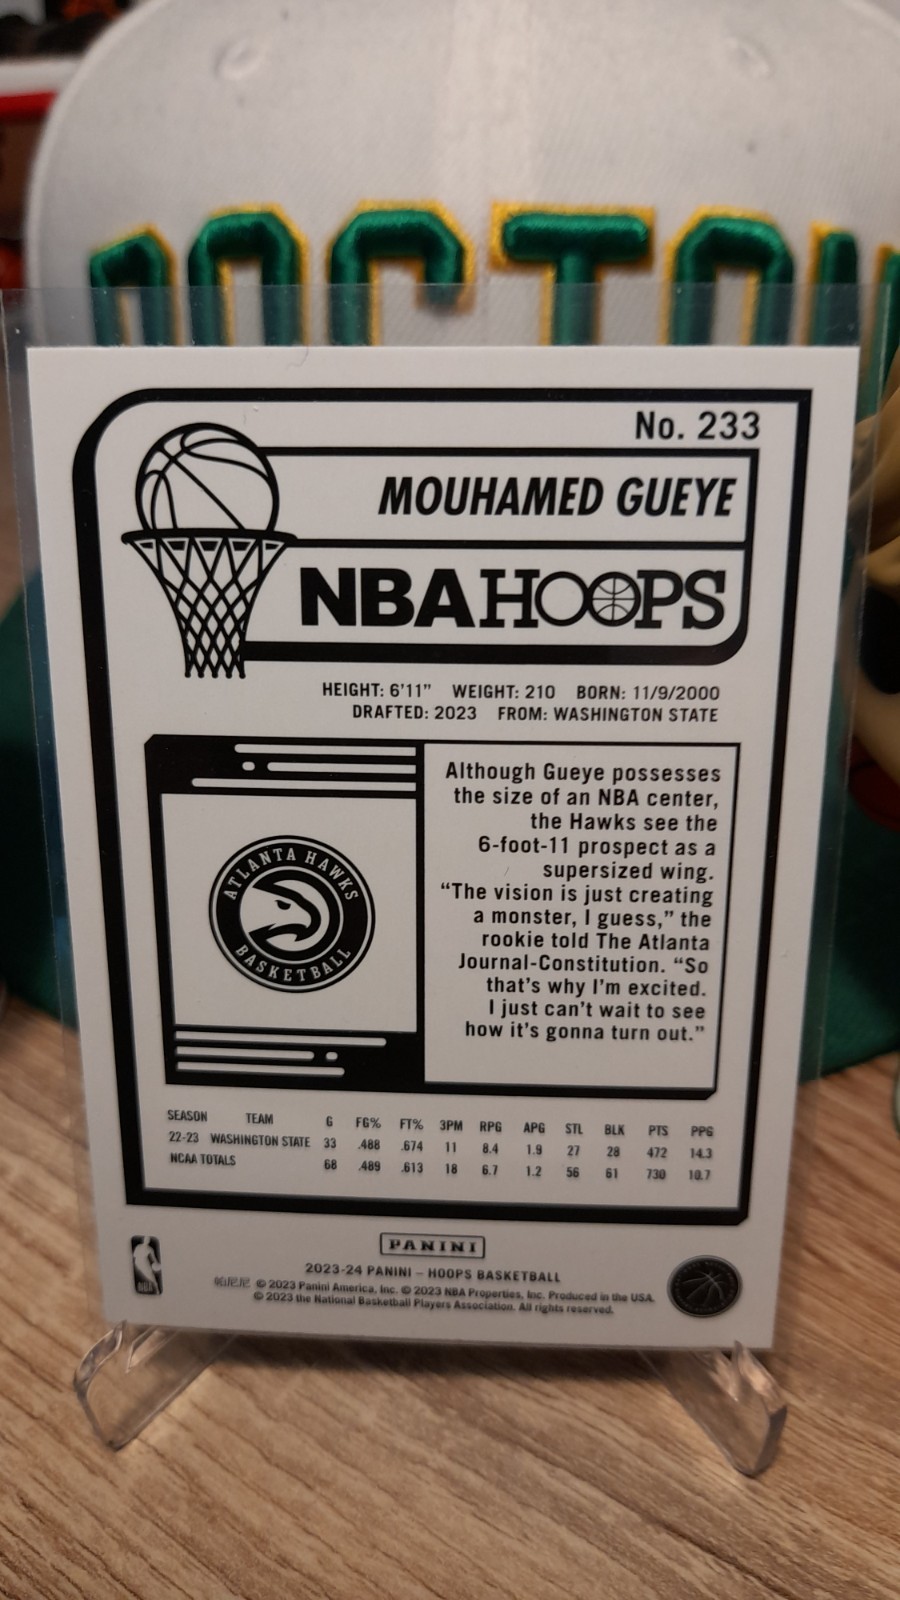 No. 233
MOUHAMED GUEYE
NBA HOOPS
HEIGHT: 6'11" WEIGHT: 210 BORN: 11/9/2000
DRAFTED: 2023 FROM: WASHINGTON STATE
ATLANTA HAWKS
BASKETBALL
Although Gueye possesses
the size of an NBA center,
the Hawks see the
6-foot-11 prospect as a
supersized wing.
“The vision is just creating
a monster, I guess,” the
rookie told The Atlanta
Journal-Constitution. “So
that’s why I’m excited.
I just can’t wait to see
how it’s gonna turn out.”
SEASON TEAM G FG% FT% 3PM RPG APG STL BLK PTS PPG
22-23 WASHINGTON STATE 33 .488 .674 11 8.4 1.9 27 28 472 14.3
NCAA TOTALS 68 .489 .613 18 6.7 1.2 56 61 730 10.7
PANINI
NBA
2023-24 PANINI – HOOPS BASKETBALL
帕尼尼 © 2023 Panini America, Inc. © 2023 NBA Properties, Inc. Produced in the USA.
© 2023 the National Basketball Players Association. All rights reserved.